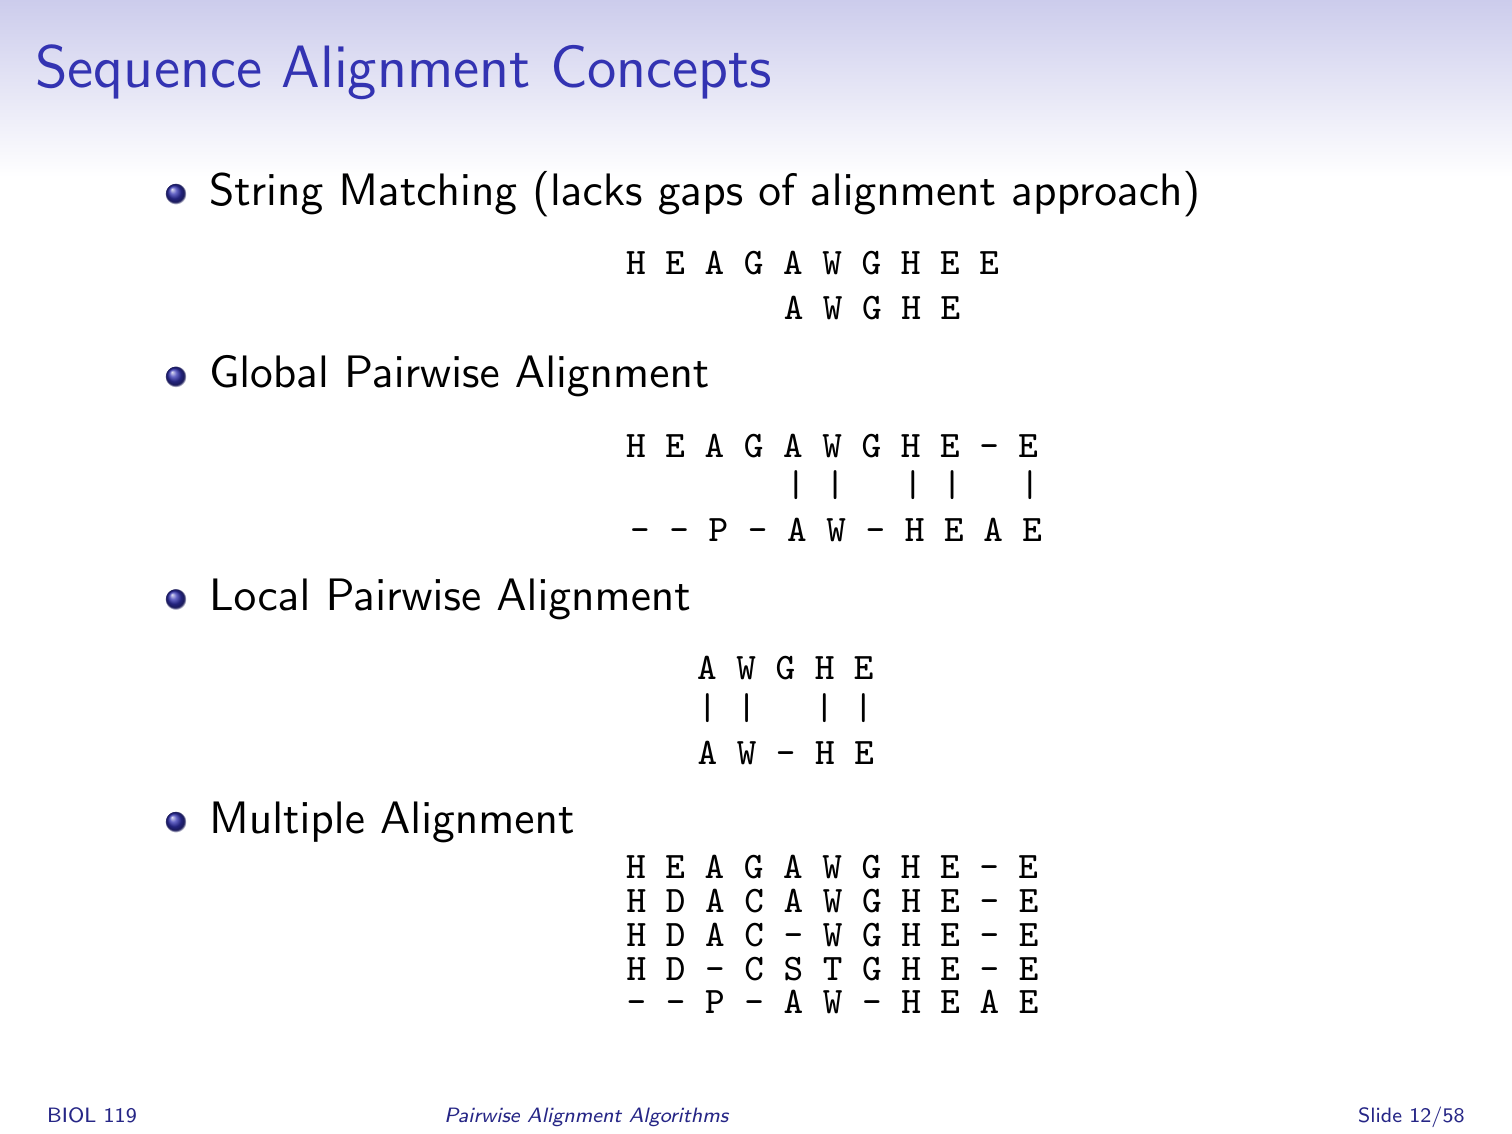 Sequence Alignment Concepts
String Matching (lacks gaps of alignment approach)
H E A G A W G H E E
A W G H E
Global Pairwise Alignment
H E A G A W G H E - E
| | | | |
- - P - A W - H E A E
Local Pairwise Alignment
A W G H E
| | | |
A W - H E
Multiple Alignment
H E A G A W G H E - E
H D A C A W G H E - E
H D A C - W G H E - E
H D - C S T G H E - E
- - P - A W - H E A E
BIOL 119 Pairwise Alignment Algorithms Slide 12/58